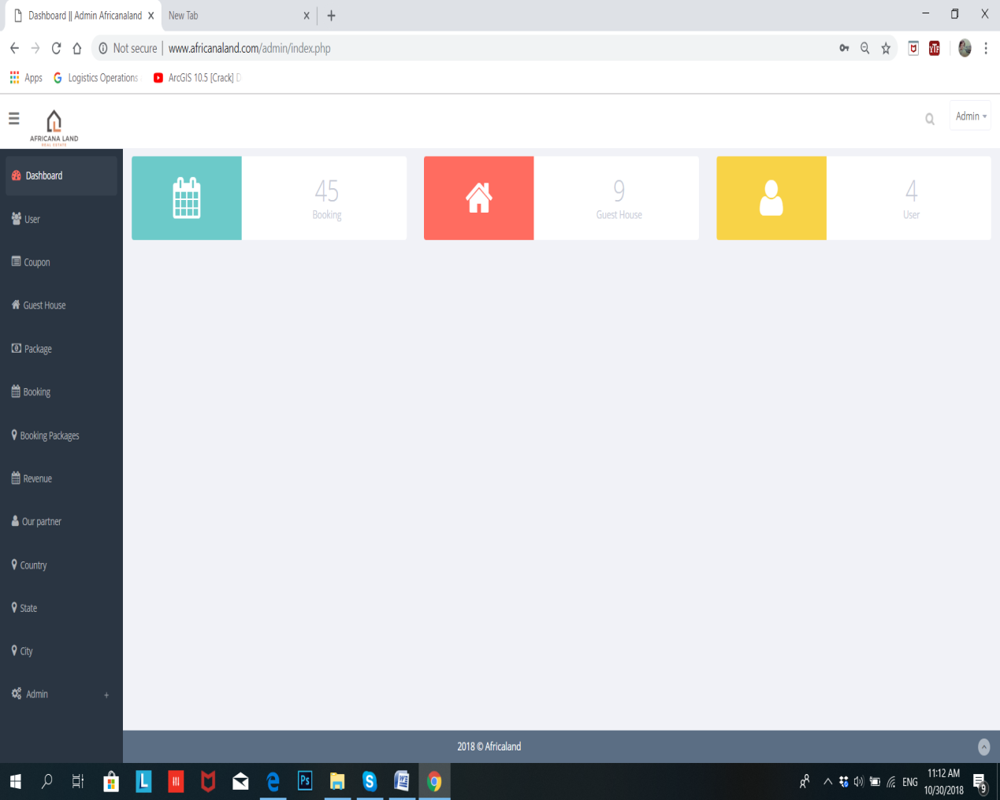 Dashboard || Admin Africanaland
New Tab
Not secure | www.africanaland.com/admin/index.php
Apps
Logistics Operations
ArcGIS 10.5 [Crack] D
AFRICANA LAND
REAL ESTATE
Admin
Dashboard
User
Coupon
Guest House
Package
Booking
Booking Packages
Revenue
Our partner
Country
State
City
Admin +
45
Booking
9
Guest House
4
User
2018 © Africaland
L
Ps
S
W
ENG
11:12 AM
10/30/2018
9